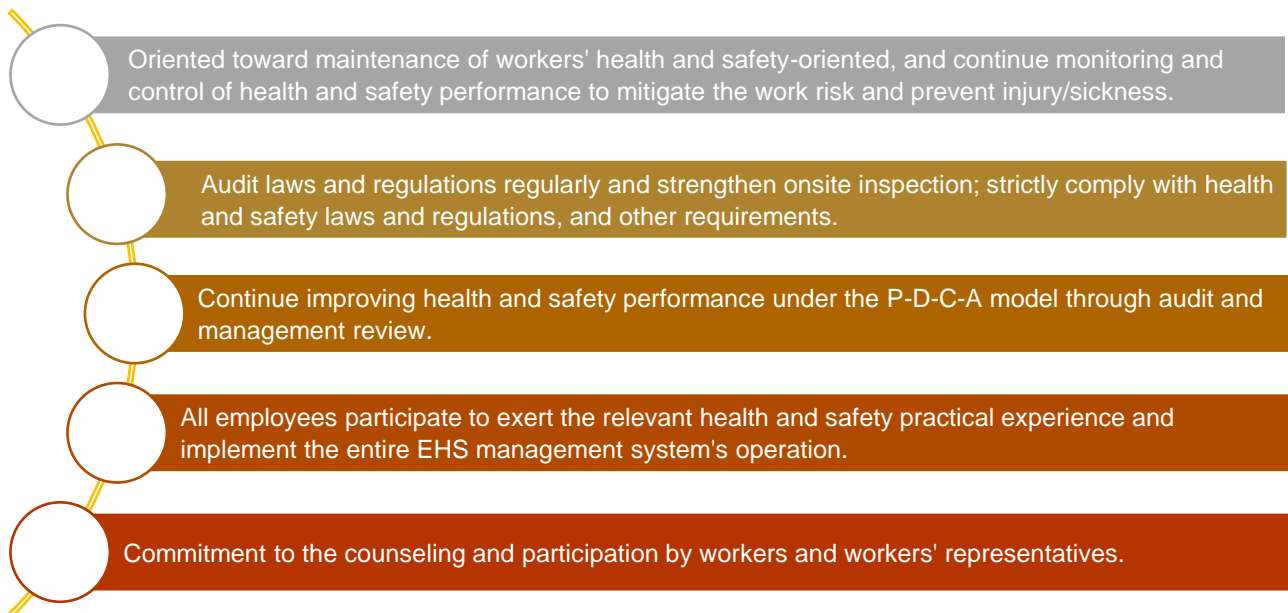 Oriented toward maintenance of workers' health and safety-oriented, and continue monitoring and
control of health and safety performance to mitigate the work risk and prevent injury/sickness.
Audit laws and regulations regularly and strengthen onsite inspection; strictly comply with health
and safety laws and regulations, and other requirements.
Continue improving health and safety performance under the P-D-C-A model through audit and
management review.
All employees participate to exert the relevant health and safety practical experience and
implement the entire EHS management system's operation.
Commitment to the counseling and participation by workers and workers' representatives.